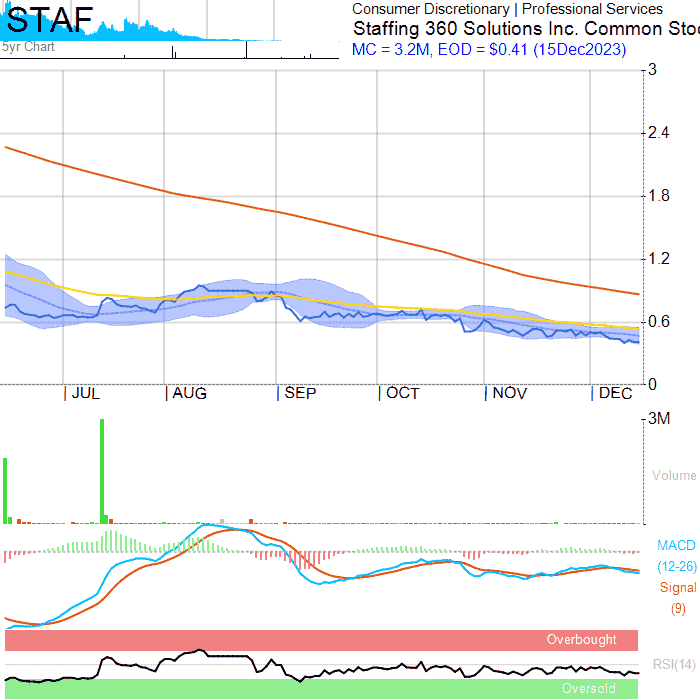 STAF
5yr Chart
Consumer Discretionary | Professional Services
Staffing 360 Solutions Inc. Common Stoc
MC = 3.2M, EOD = $0.41 (15Dec2023)
3
2.4
1.8
1.2
0.6
0
JUL AUG SEP OCT NOV DEC
3M
Volume
MACD
(12-26)
Signal
(9)
Overbought
RSI(14)
Oversold